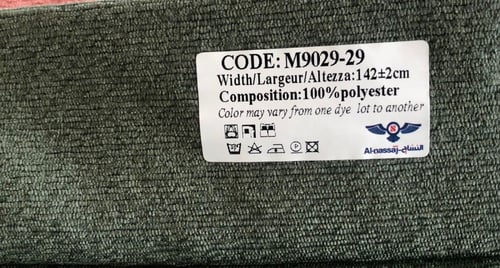 CODE: M9029-29
Width/Largeur/Altezza:142±2cm
Composition:100%polyester
Color may vary from one dye lot to another
S
Al-nassaj-النساج